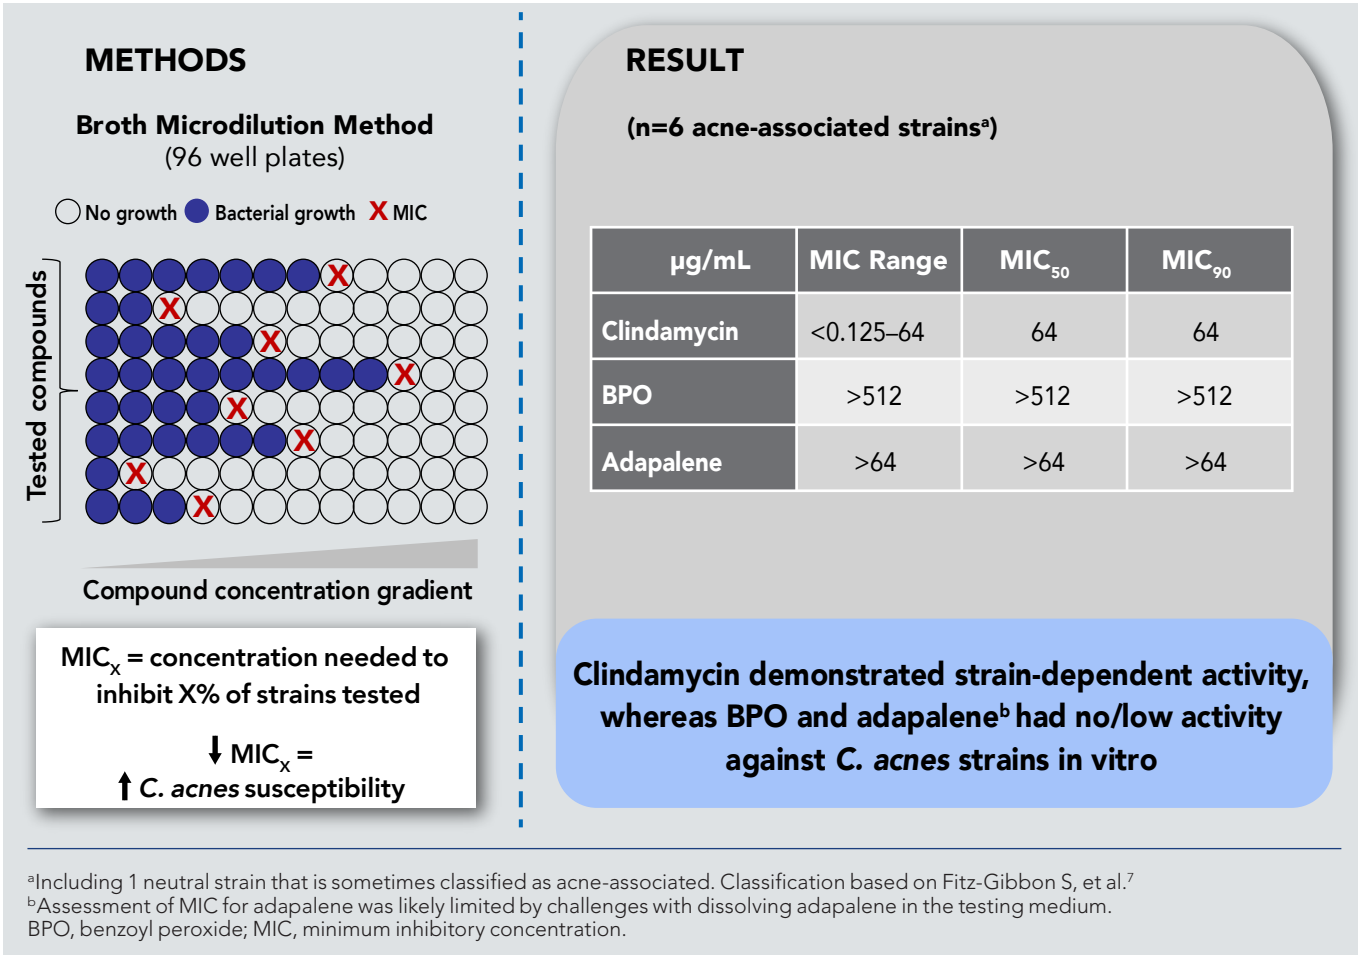 METHODS
Broth Microdilution Method
(96 well plates)
No growth Bacterial growth X MIC
Tested compounds
X
X
X
X
X
X
X
X
Compound concentration gradient
MICX = concentration needed to
inhibit X% of strains tested
↓ MICX =
↑ C. acnes susceptibility
RESULT
(n=6 acne-associated strainsª)
µg/mL MIC Range MIC50 MIC90
Clindamycin <0.125–64 64 64
BPO >512 >512 >512
Adapalene >64 >64 >64
Clindamycin demonstrated strain-dependent activity,
whereas BPO and adapaleneᵇ had no/low activity
against C. acnes strains in vitro
ªIncluding 1 neutral strain that is sometimes classified as acne-associated. Classification based on Fitz-Gibbon S, et al.⁷
ᵇAssessment of MIC for adapalene was likely limited by challenges with dissolving adapalene in the testing medium.
BPO, benzoyl peroxide; MIC, minimum inhibitory concentration.